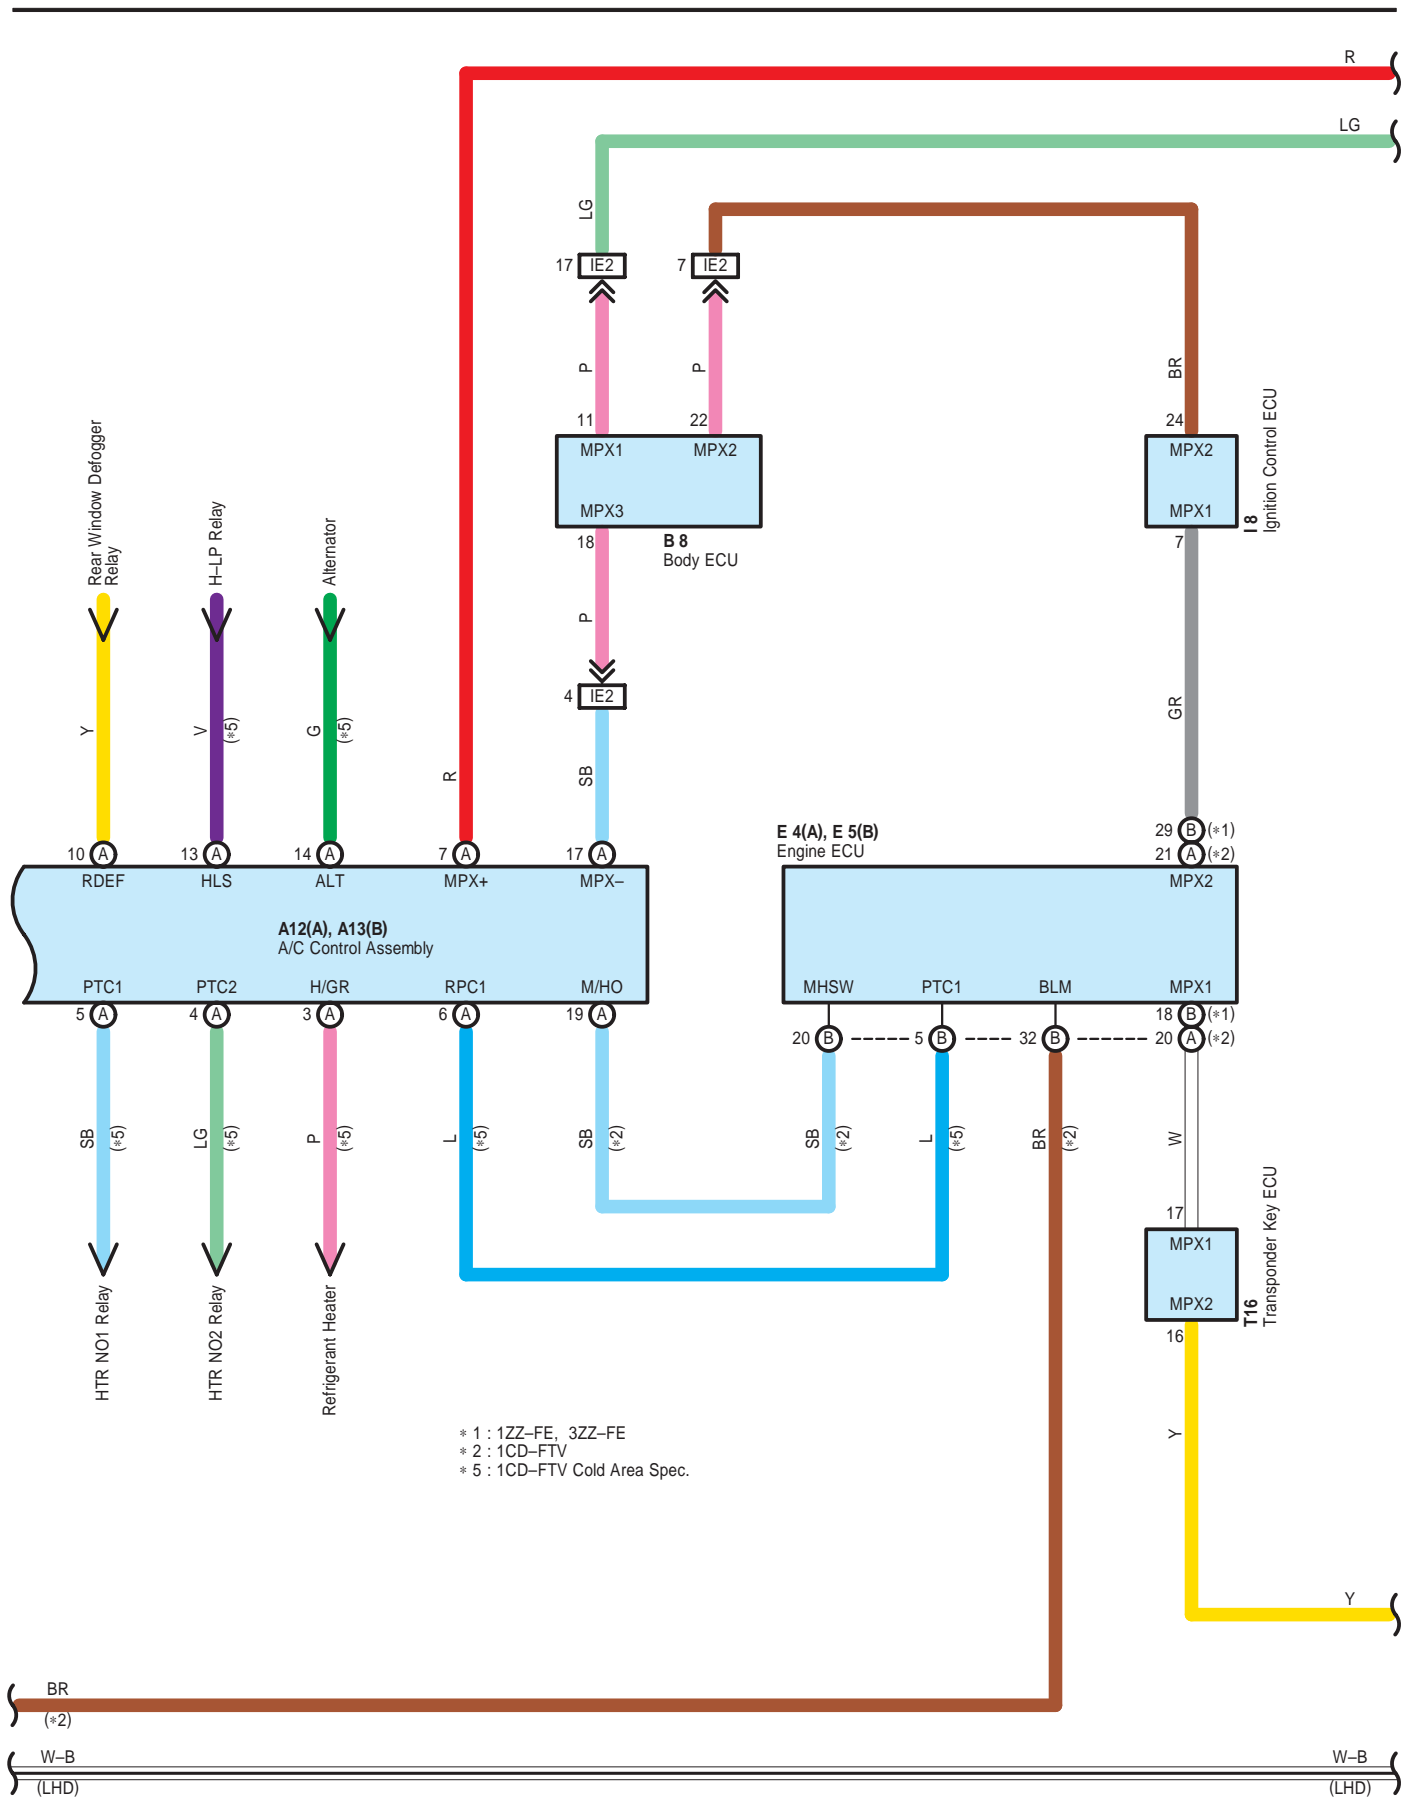 R
LG
LG
17 IE2
7 IE2
P
P
BR
11
22
24
MPX1
MPX2
MPX3
18
B 8
Body ECU
MPX2
MPX1
7
I 8
Ignition Control ECU
Rear Window Defogger
Relay
H–LP Relay
Alternator
P
4 IE2
Y
V
(∗5)
G
(∗5)
R
SB
GR
10 A
13 A
14 A
7 A
17 A
E 4(A), E 5(B)
Engine ECU
29 B (∗1)
21 A (∗2)
RDEF
HLS
ALT
MPX+
MPX–
MPX2
A12(A), A13(B)
A/C Control Assembly
PTC1
PTC2
H/GR
RPC1
M/HO
MHSW
PTC1
BLM
MPX1
5 A
4 A
3 A
6 A
19 A
18 B (∗1)
20 B
5 B
32 B
20 A (∗2)
SB
(∗5)
LG
(∗5)
P
(∗5)
L
(∗5)
SB
(∗2)
SB
(∗2)
L
(∗5)
BR
(∗2)
W
17
MPX1
MPX2
16
T16
Transponder Key ECU
HTR NO1 Relay
HTR NO2 Relay
Refrigerant Heater
∗ 1 : 1ZZ–FE, 3ZZ–FE
∗ 2 : 1CD–FTV
∗ 5 : 1CD–FTV Cold Area Spec.
Y
Y
BR
(∗2)
W–B
(LHD)
W–B
(LHD)